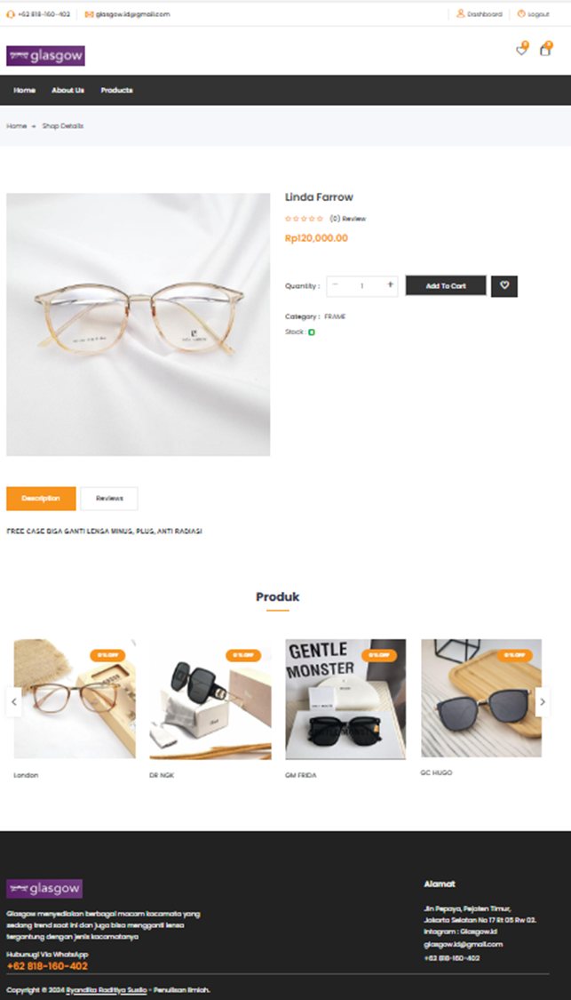 +62 818-160-402
glasgow.id@gmail.com
Dashboard
Logout
glasgow
Home
About Us
Products
Home
Shop Details
Linda Farrow
(0) Review
Rp120,000.00
Quantity :
− 1 +
Add To Cart
Category : FRAME
Stock :
Description
Reviews
FREE CASE BISA GANTI LENSA MINUS, PLUS, ANTI RADIASI
Produk
0 % OFF
0 % OFF
GENTLE
MONSTER
0 % OFF
0 % OFF
London
DR NGK
GM FRIDA
GC HUGO
glasgow
Glasgow menyediakan berbagai macam kacamata yang
sedang trend saat ini dan juga bisa mengganti lensa
tergantung dengan jenis kacamatanya
Hubungi Via WhatsApp
+62 818-160-402
Alamat
Jln Pepaya, Pejaten Timur,
Jakarta Selatan No 17 Rt 05 Rw 03.
Intagram : Glasgow.id
glasgow.id@gmail.com
+62 818-160-402
Copyright © 2024 Ryandika Raditiya Susilo - Penulisan Ilmiah.